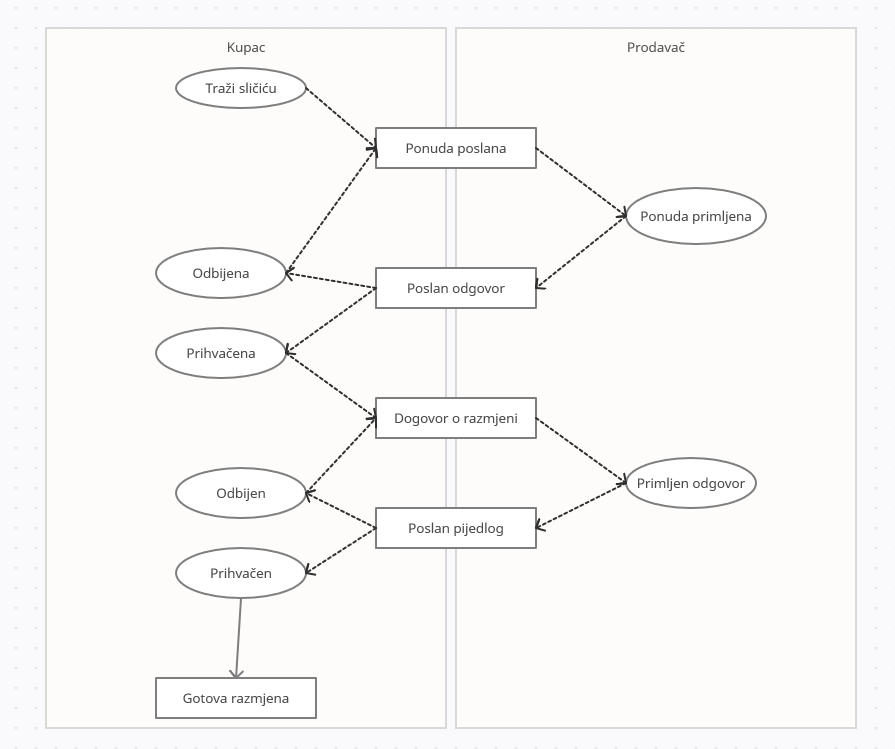 Kupac
Prodavač
Traži sličiću
Ponuda poslana
Ponuda primljena
Odbijena
Poslan odgovor
Prihvačena
Dogovor o razmjeni
Odbijen
Primljen odgovor
Poslan pijedlog
Prihvačen
Gotova razmjena